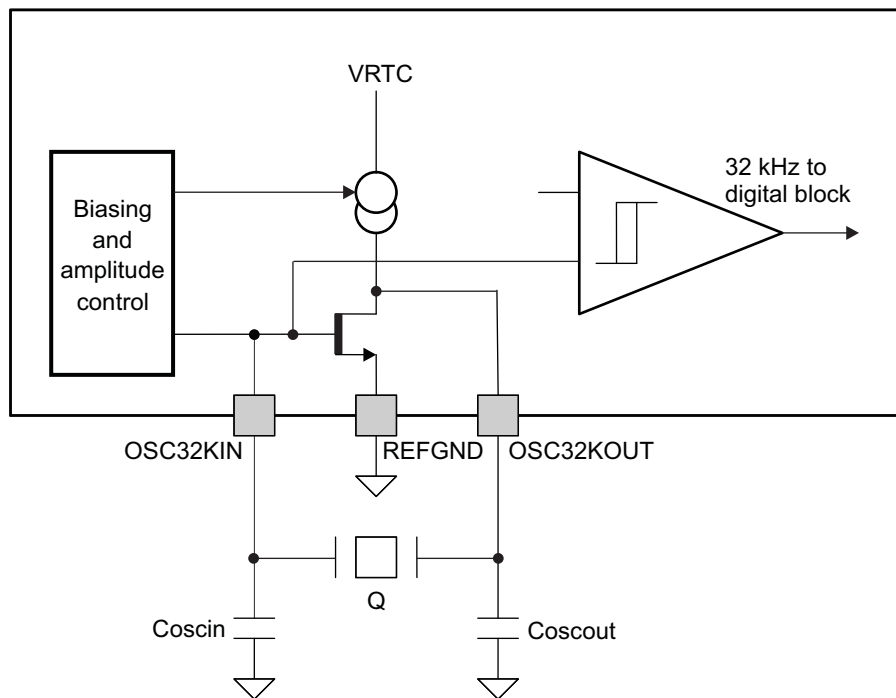 VRTC
32 kHz to
digital block
Biasing
and
amplitude
control
OSC32KIN
REFGND
OSC32KOUT
Q
Coscin
Coscout